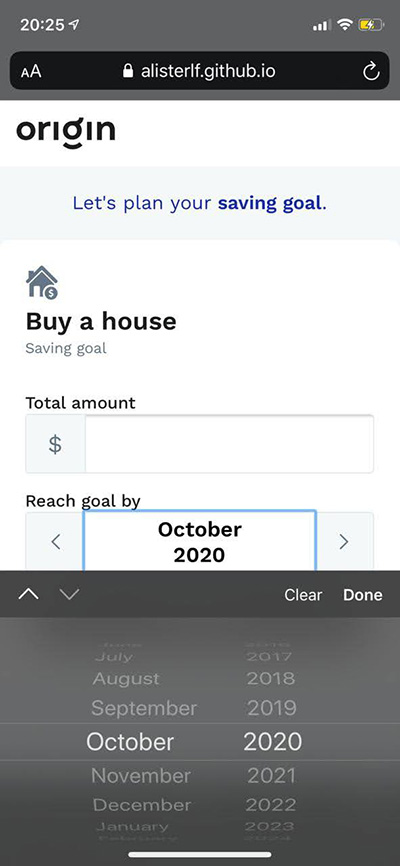 20:25
AA alisterlf.github.io
origin
Let's plan your saving goal.
Buy a house
Saving goal
Total amount
$
Reach goal by
October
2020
Clear Done
July 2017
August 2018
September 2019
October 2020
November 2021
December 2022
January 2023